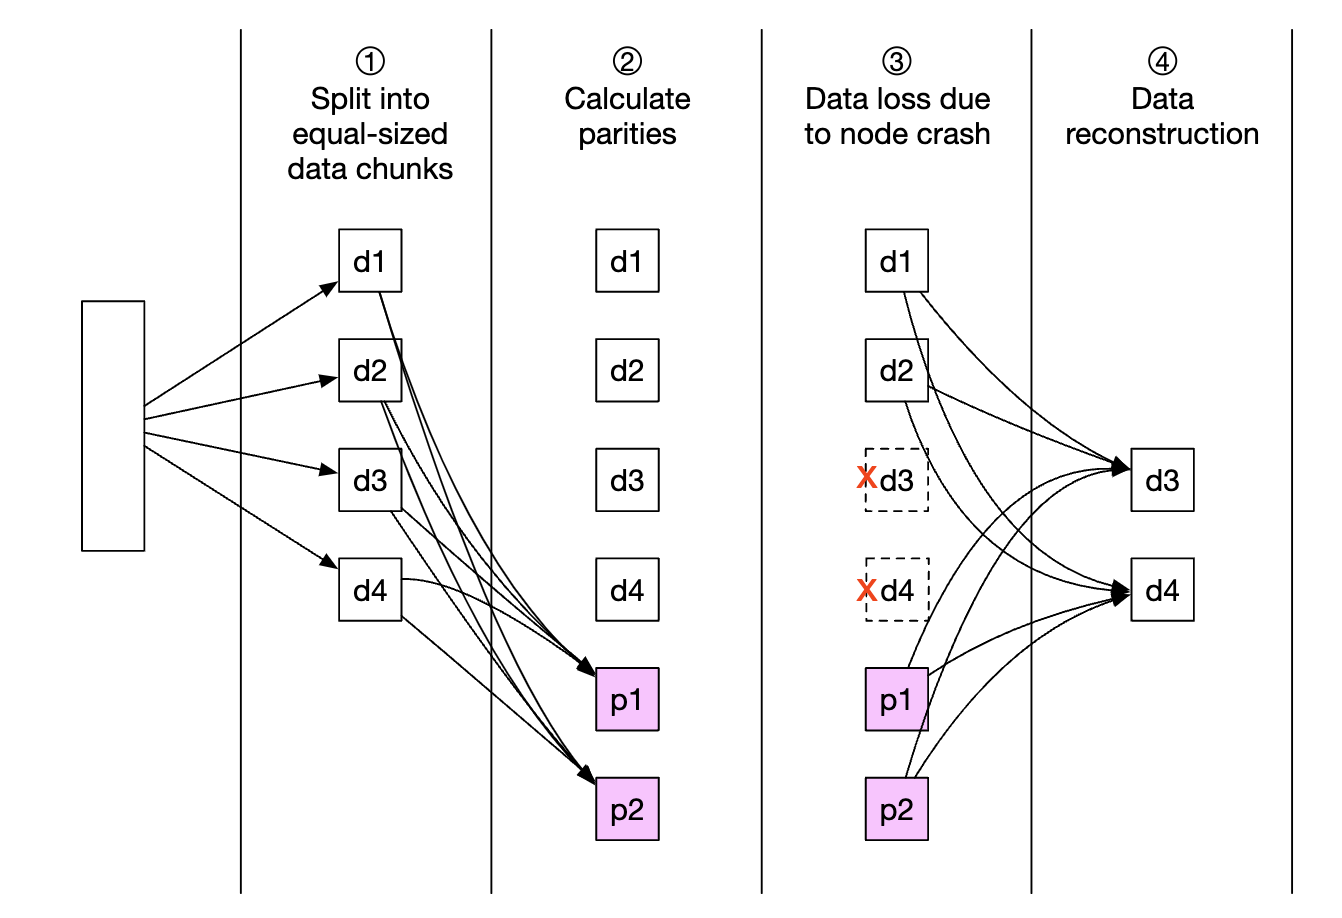 ①
Split into
equal-sized
data chunks
②
Calculate
parities
③
Data loss due
to node crash
④
Data
reconstruction
d1
d2
d3
d4
d1
d2
d3
d4
p1
p2
d1
d2
X d3
X d4
p1
p2
d3
d4